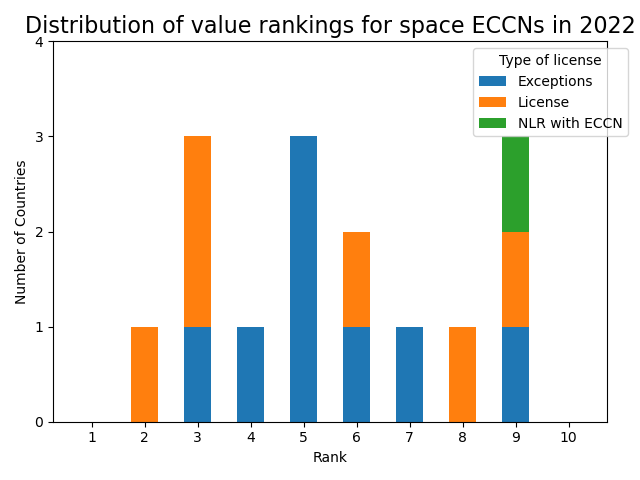 Distribution of value rankings for space ECCNs in 2022
4
3
2
1
0
Number of Countries
Type of license
Exceptions
License
NLR with ECCN
1 2 3 4 5 6 7 8 9 10
Rank